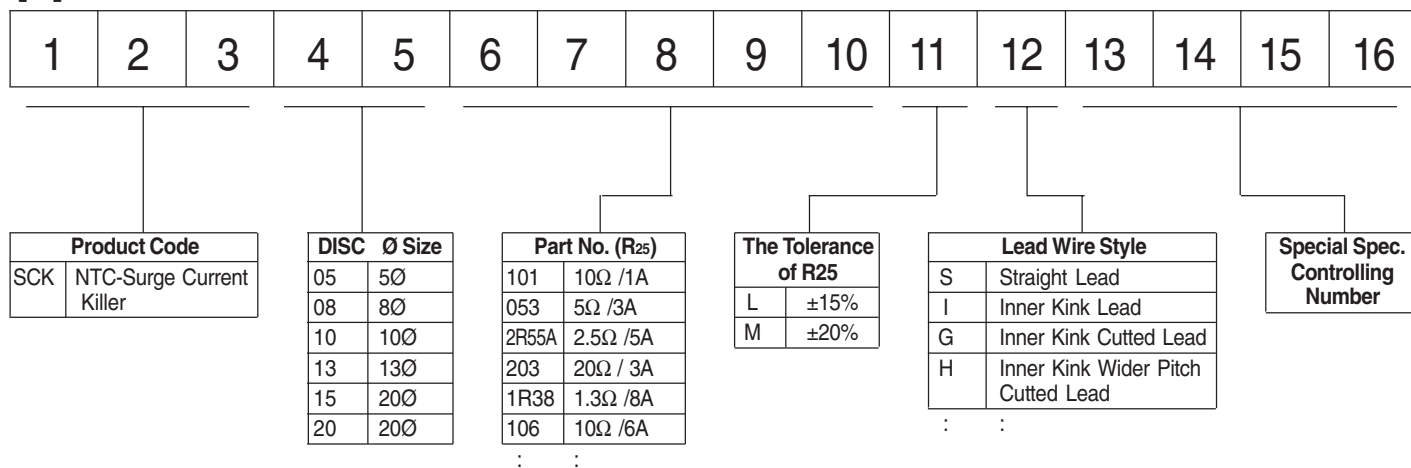 1 2 3 4 5 6 7 8 9 10 11 12 13 14 15 16
Product Code
SCK NTC-Surge Current
Killer
DISC Ø Size
05 5Ø
08 8Ø
10 10Ø
13 13Ø
15 20Ø
20 20Ø
Part No. (R25)
101 10Ω /1A
053 5Ω /3A
2R55A 2.5Ω /5A
203 20Ω / 3A
1R38 1.3Ω /8A
106 10Ω /6A
: :
The Tolerance
of R25
L ±15%
M ±20%
Lead Wire Style
S Straight Lead
I Inner Kink Lead
G Inner Kink Cutted Lead
H Inner Kink Wider Pitch
Cutted Lead
: :
Special Spec.
Controlling
Number